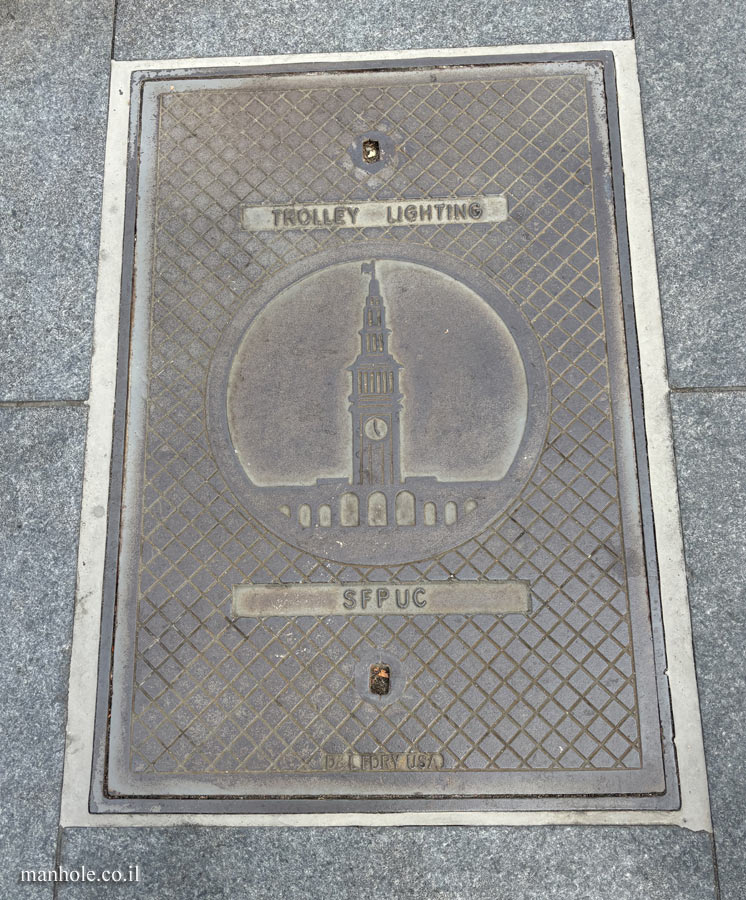 TROLLEY LIGHTING
SFPUC
D&L FDRY USA
manhole.co.il